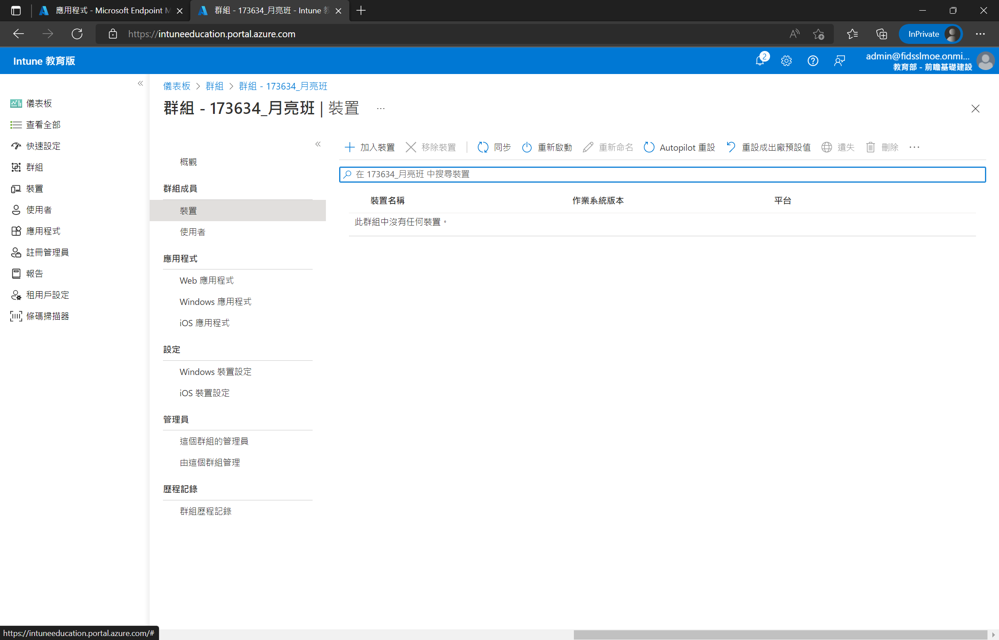 應用程式 - Microsoft Endpoint M
群組 - 173634_月亮班 - Intune 教
https://intuneeducation.portal.azure.com
InPrivate
Intune 教育版
2
admin@fidsslmoe.onmi...
教育部 - 前瞻基礎建設
儀表板
查看全部
快速設定
群組
裝置
使用者
應用程式
註冊管理員
報告
租用戶設定
條碼掃描器
儀表板 > 群組 > 群組 - 173634_月亮班
群組 - 173634_月亮班 | 裝置 ...
概觀
群組成員
裝置
使用者
應用程式
Web 應用程式
Windows 應用程式
iOS 應用程式
設定
Windows 裝置設定
iOS 裝置設定
管理員
這個群組的管理員
由這個群組管理
歷程記錄
群組歷程記錄
加入裝置 移除裝置 同步 重新啟動 重新命名 Autopilot 重設 重設成出廠預設值 遺失 刪除 ...
在 173634_月亮班 中搜尋裝置
裝置名稱 作業系統版本 平台
此群組中沒有任何裝置。
https://intuneeducation.portal.azure.com/#